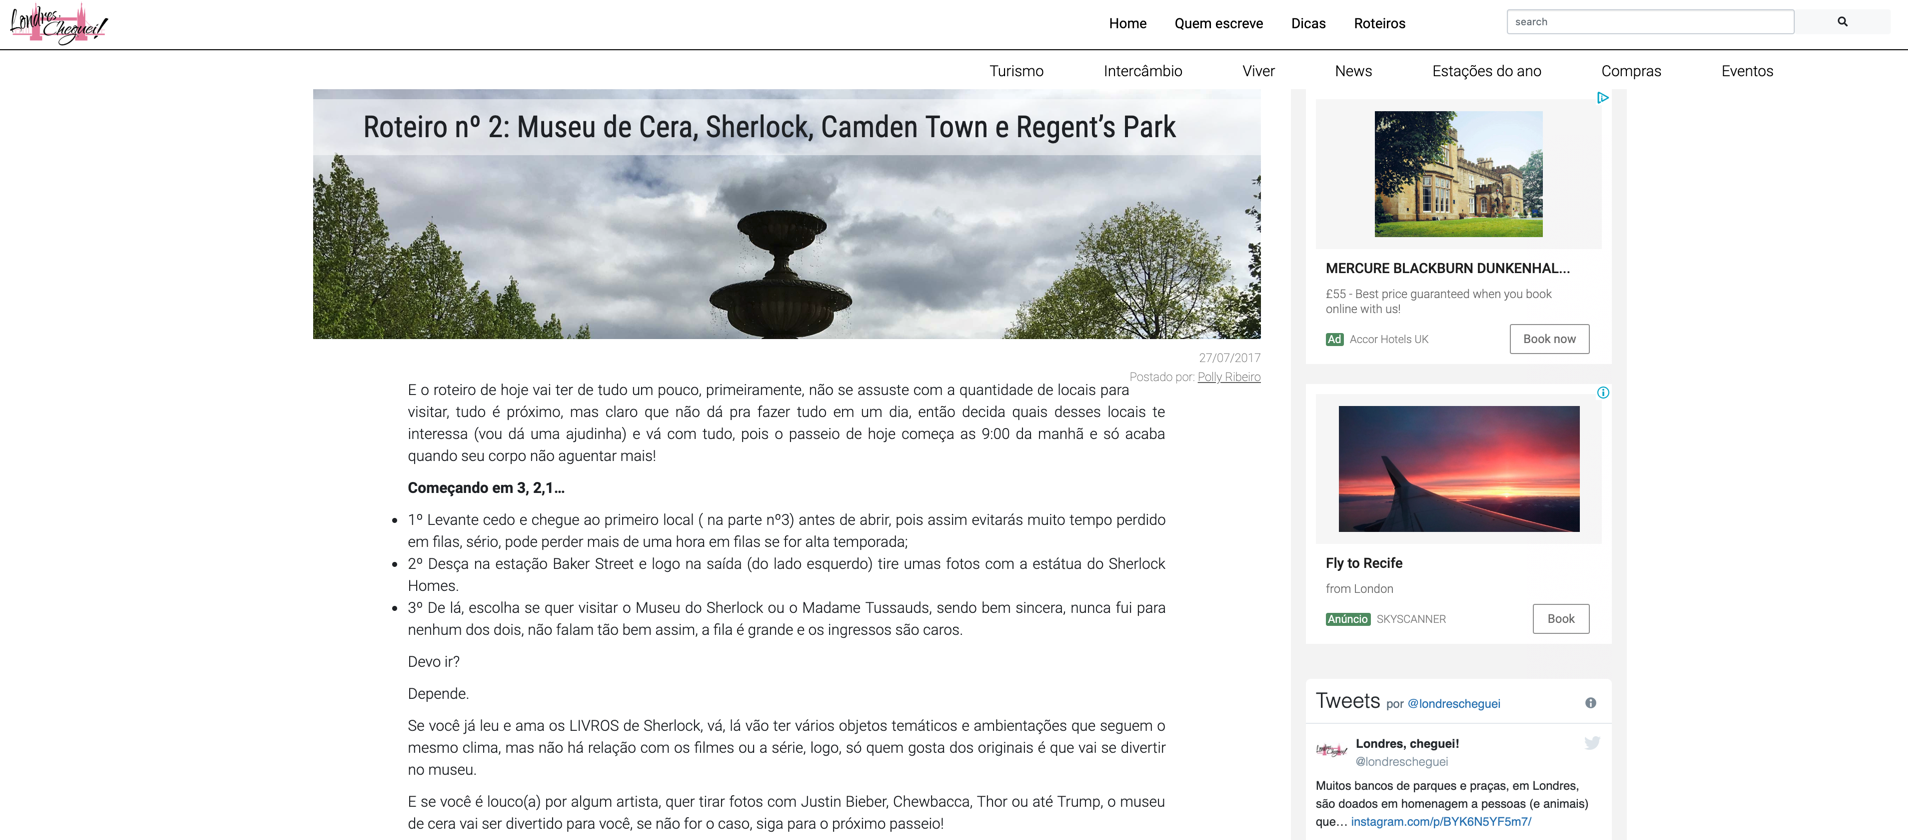 Londres, Cheguei!
Home Quem escreve Dicas Roteiros
search
Turismo Intercâmbio Viver News Estações do ano Compras Eventos
Roteiro nº 2: Museu de Cera, Sherlock, Camden Town e Regent's Park
27/07/2017
Postado por: Polly Ribeiro
E o roteiro de hoje vai ter de tudo um pouco, primeiramente, não se assuste com a quantidade de locais para
visitar, tudo é próximo, mas claro que não dá pra fazer tudo em um dia, então decida quais desses locais te
interessa (vou dá uma ajudinha) e vá com tudo, pois o passeio de hoje começa as 9:00 da manhã e só acaba
quando seu corpo não aguentar mais!
Começando em 3, 2,1...
1º Levante cedo e chegue ao primeiro local ( na parte nº3) antes de abrir, pois assim evitarás muito tempo perdido
em filas, sério, pode perder mais de uma hora em filas se for alta temporada;
2º Desça na estação Baker Street e logo na saída (do lado esquerdo) tire umas fotos com a estátua do Sherlock
Homes.
3º De lá, escolha se quer visitar o Museu do Sherlock ou o Madame Tussauds, sendo bem sincera, nunca fui para
nenhum dos dois, não falam tão bem assim, a fila é grande e os ingressos são caros.
Devo ir?
Depende.
Se você já leu e ama os LIVROS de Sherlock, vá, lá vão ter vários objetos temáticos e ambientações que seguem o
mesmo clima, mas não há relação com os filmes ou a série, logo, só quem gosta dos originais é que vai se divertir
no museu.
E se você é louco(a) por algum artista, quer tirar fotos com Justin Bieber, Chewbacca, Thor ou até Trump, o museu
de cera vai ser divertido para você, se não for o caso, siga para o próximo passeio!
MERCURE BLACKBURN DUNKENHAL...
£55 - Best price guaranteed when you book
online with us!
Ad Accor Hotels UK Book now
Fly to Recife
from London
Anúncio SKYSCANNER Book
Tweets por @londrescheguei
Londres, cheguei!
@londrescheguei
Muitos bancos de parques e praças, em Londres,
são doados em homenagem a pessoas (e animais)
que... instagram.com/p/BYK6N5YF5m7/